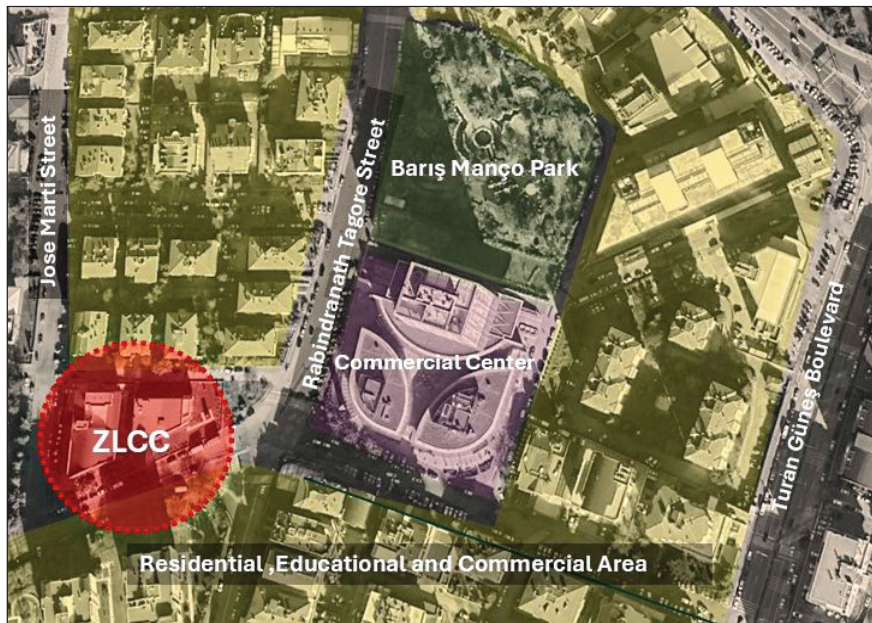 Jose Marti Street
Rabindranath Tagore Street
Barış Manço Park
Commercial Center
Turan Güneş Boulevard
ZLCC
Residential ,Educational and Commercial Area